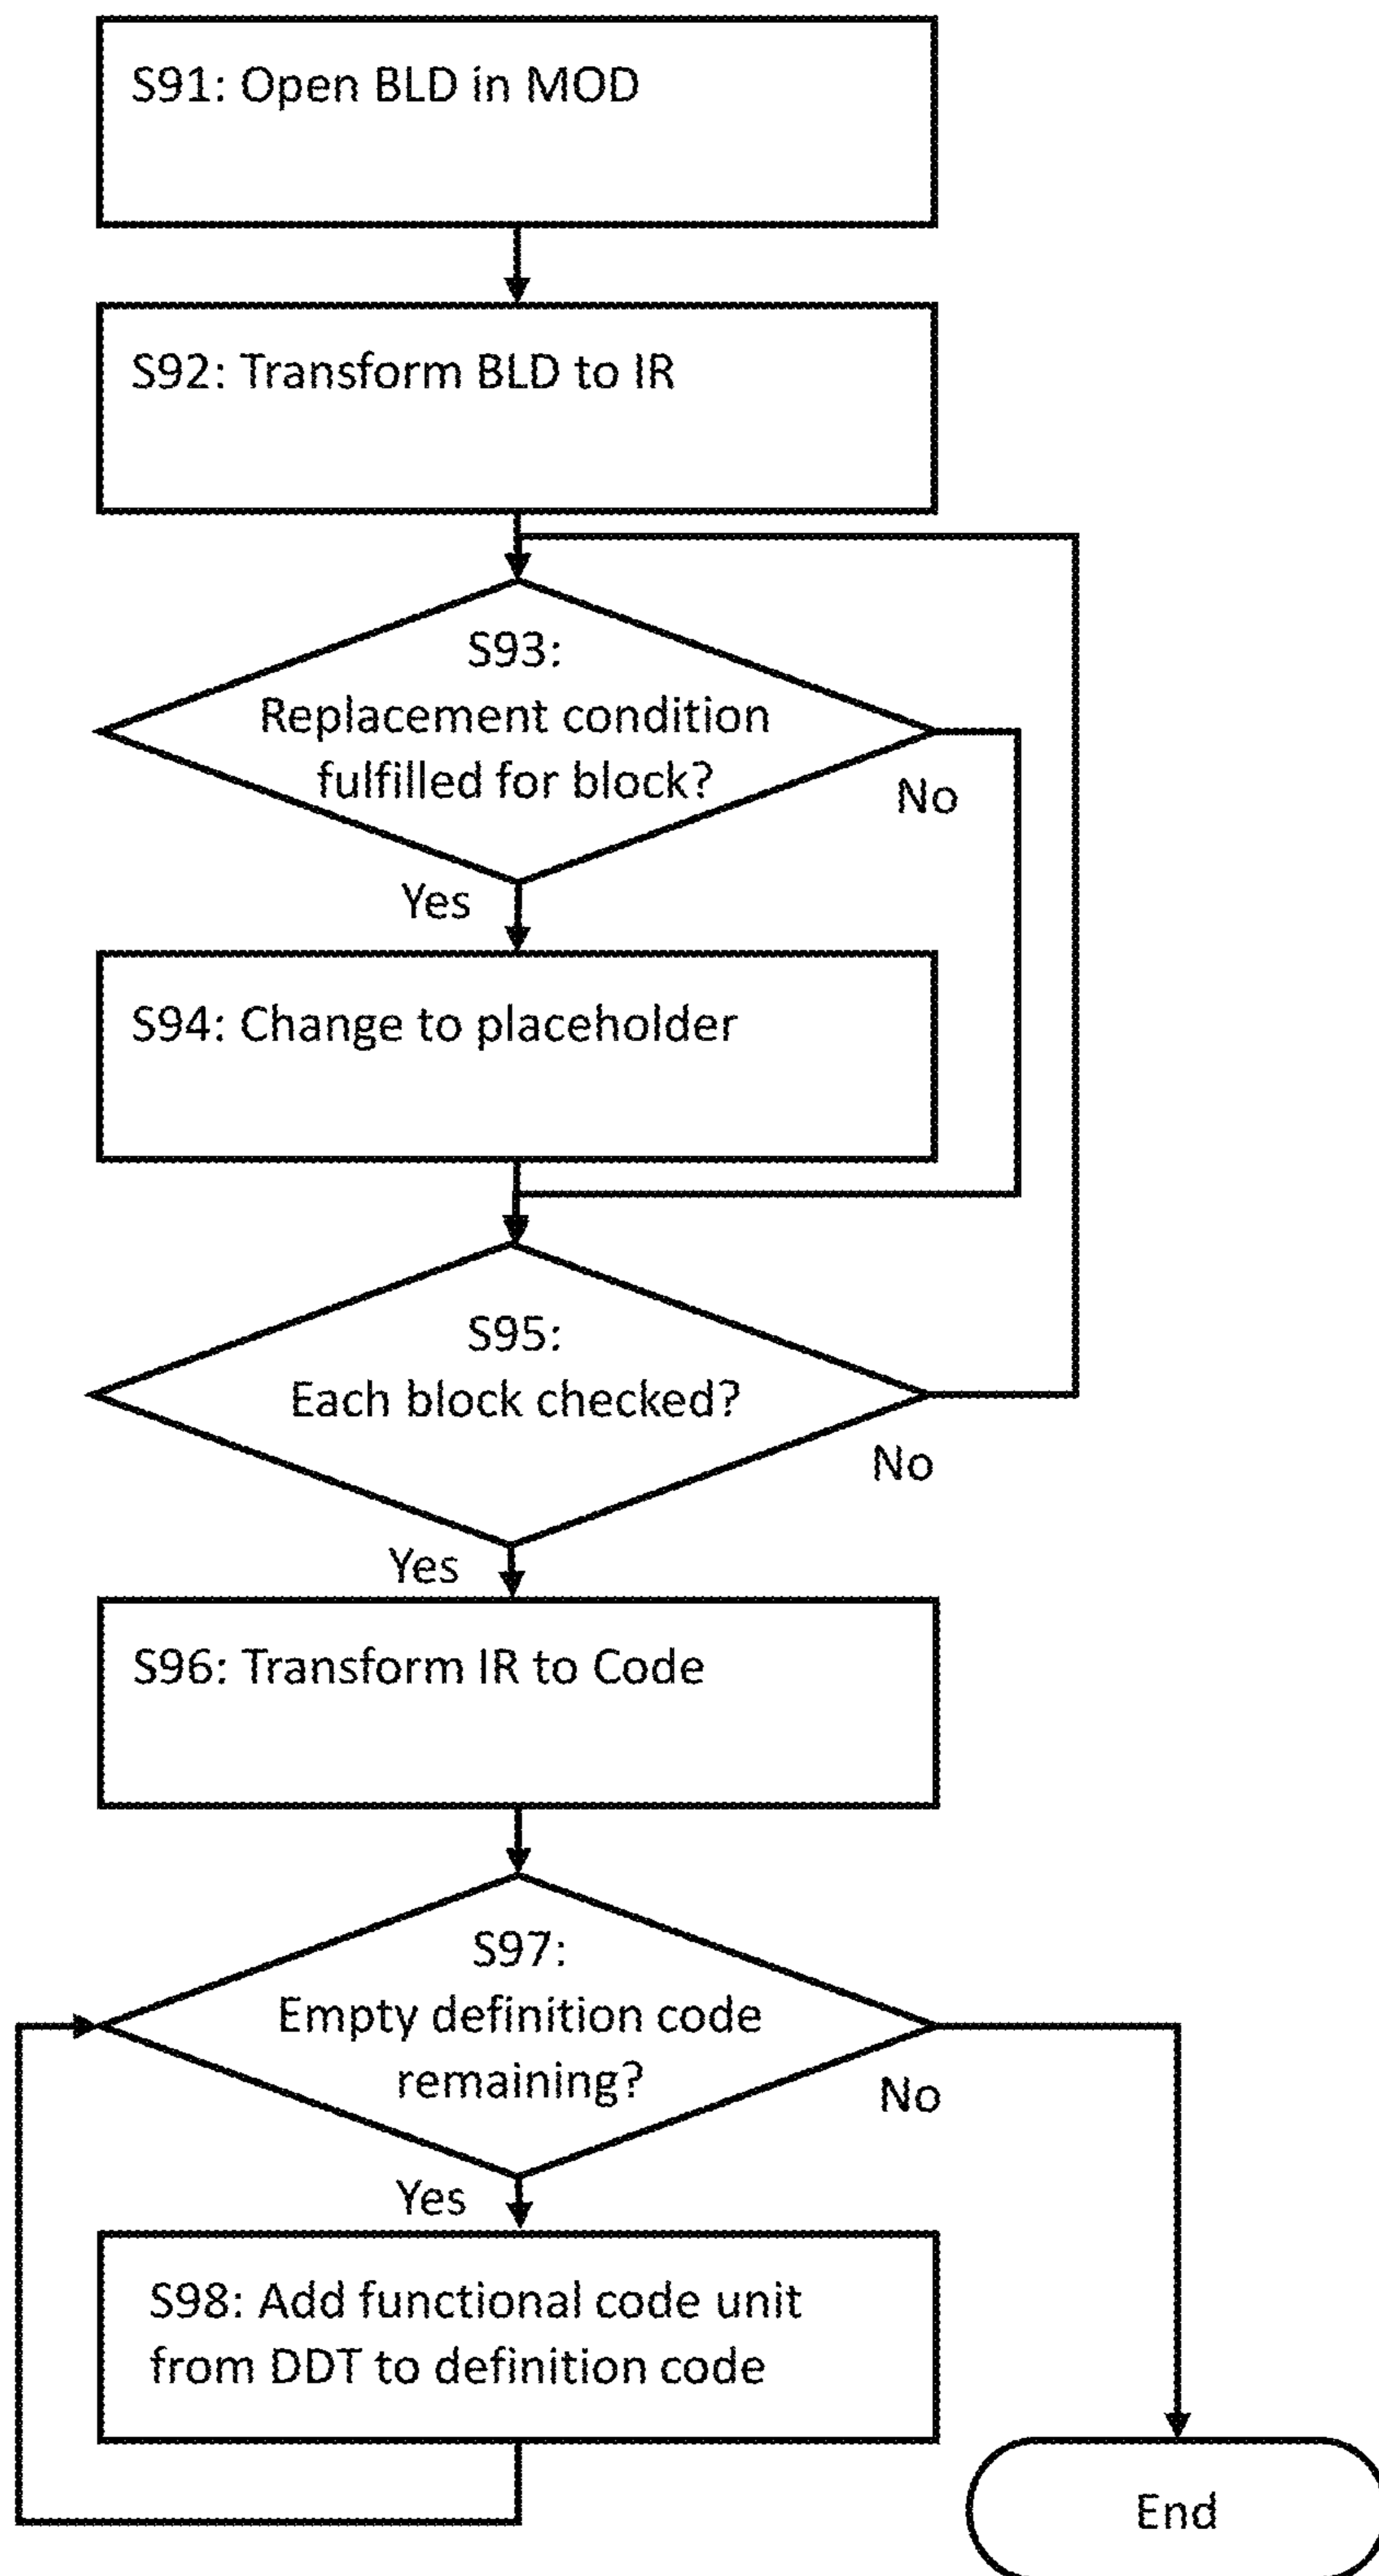 S91: Open BLD in MOD
S92: Transform BLD to IR
S93:
Replacement condition
fulfilled for block?
No
Yes
S94: Change to placeholder
S95:
Each block checked?
No
Yes
S96: Transform IR to Code
S97:
Empty definition code
remaining?
No
Yes
S98: Add functional code unit
from DDT to definition code
End